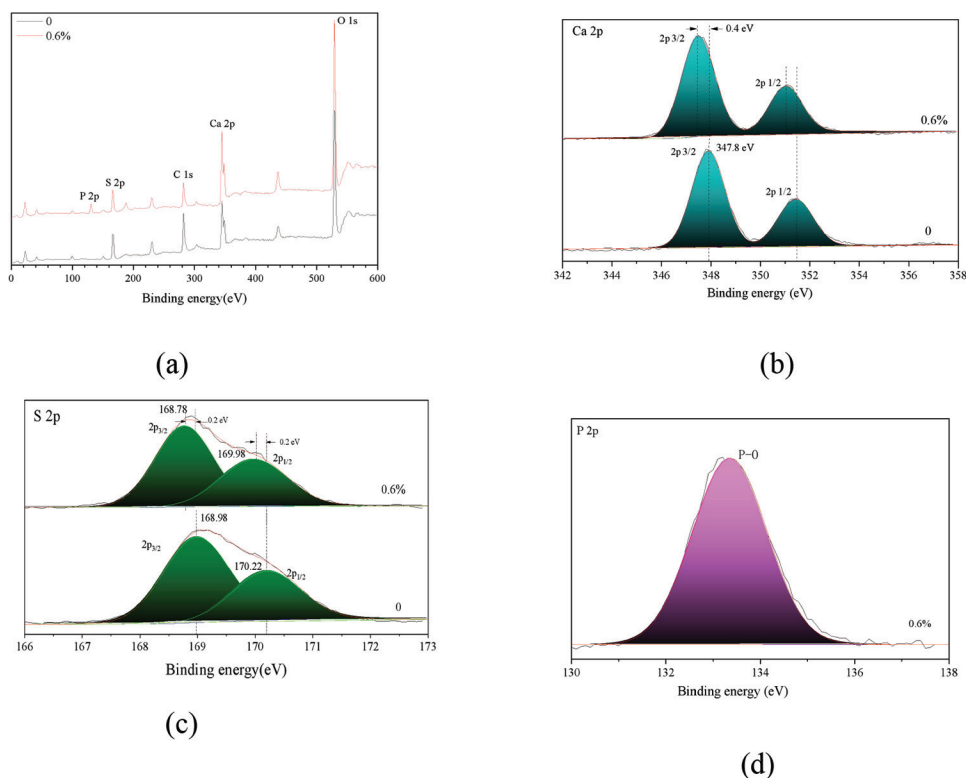 0
0.6%
O 1s
Ca 2p
C 1s
S 2p
P 2p
0 100 200 300 400 500 600
Binding energy(eV)
(a)
Ca 2p
2p 3/2
0.4 eV
2p 1/2
0.6%
2p 3/2
347.8 eV
2p 1/2
0
342 344 346 348 350 352 354 356 358
Binding energy (eV)
(b)
S 2p
168.78
0.2 eV
2p3/2
0.2 eV
169.98
2p1/2
0.6%
168.98
2p3/2
170.22
2p1/2
0
166 167 168 169 170 171 172 173
Binding energy(eV)
(c)
P 2p
P-O
0.6%
130 132 134 136 138
Binding energy (eV)
(d)